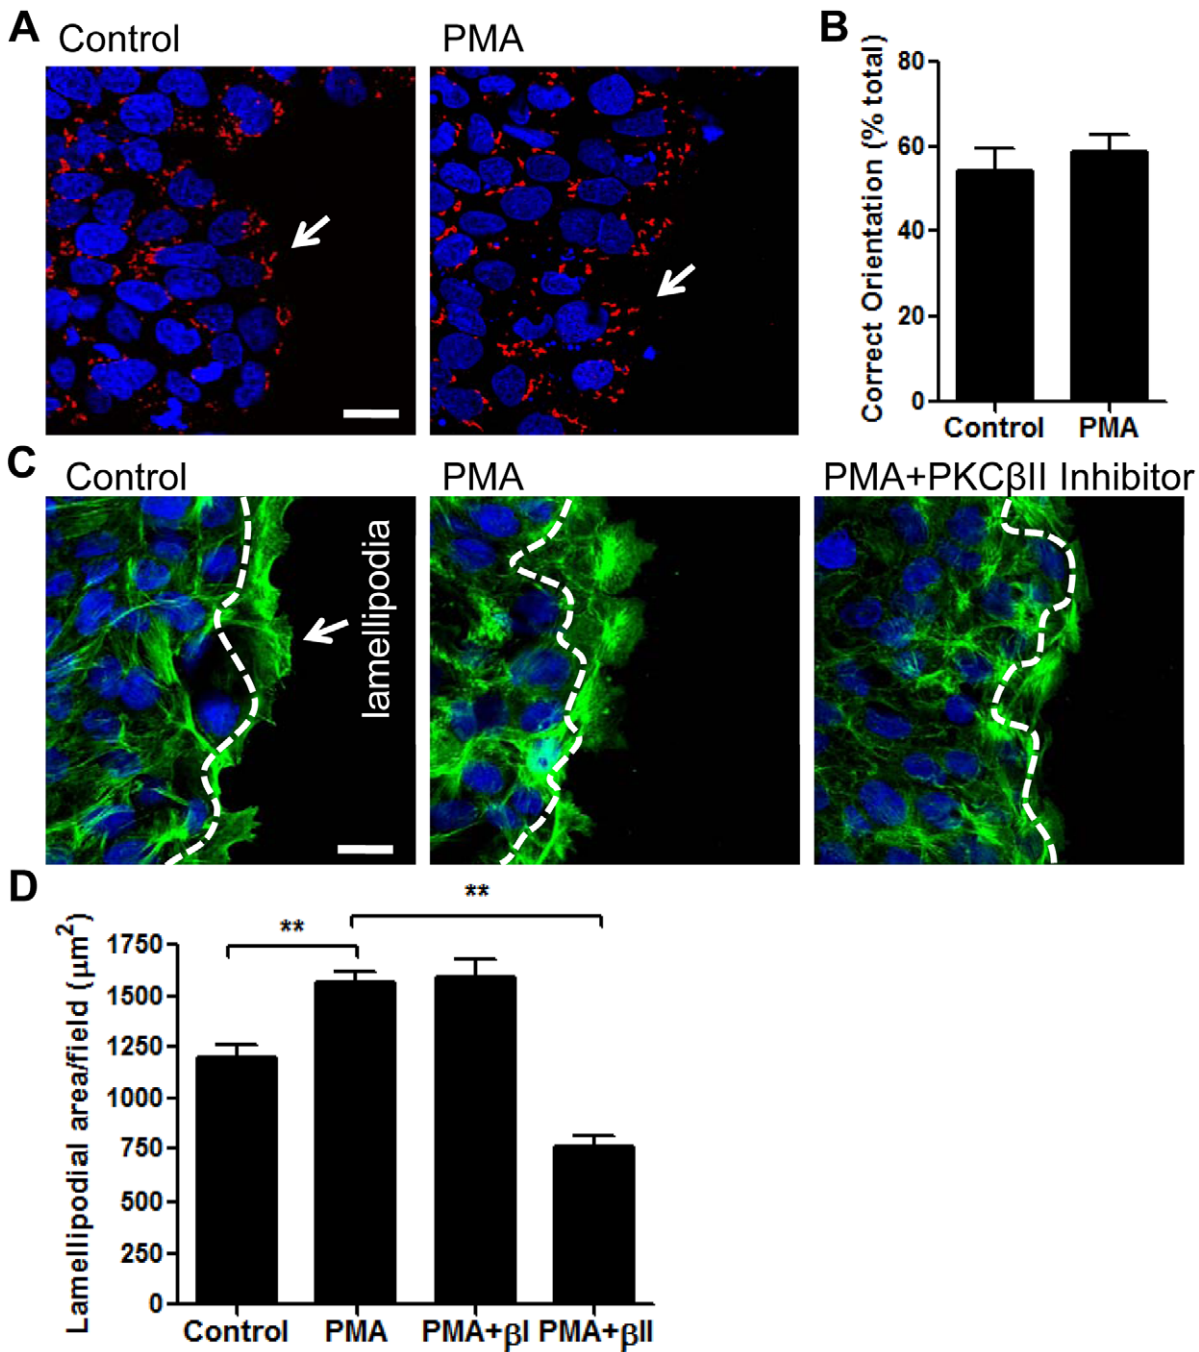 A
Control
PMA
B
Correct Orientation (% total)
80
60
40
20
0
Control
PMA
C
Control
PMA
PMA+PKCβII Inhibitor
lamellipodia
D
**
**
Lamellipodial area/field (μm²)
1750
1500
1250
1000
750
500
250
0
Control
PMA
PMA+βI
PMA+βII